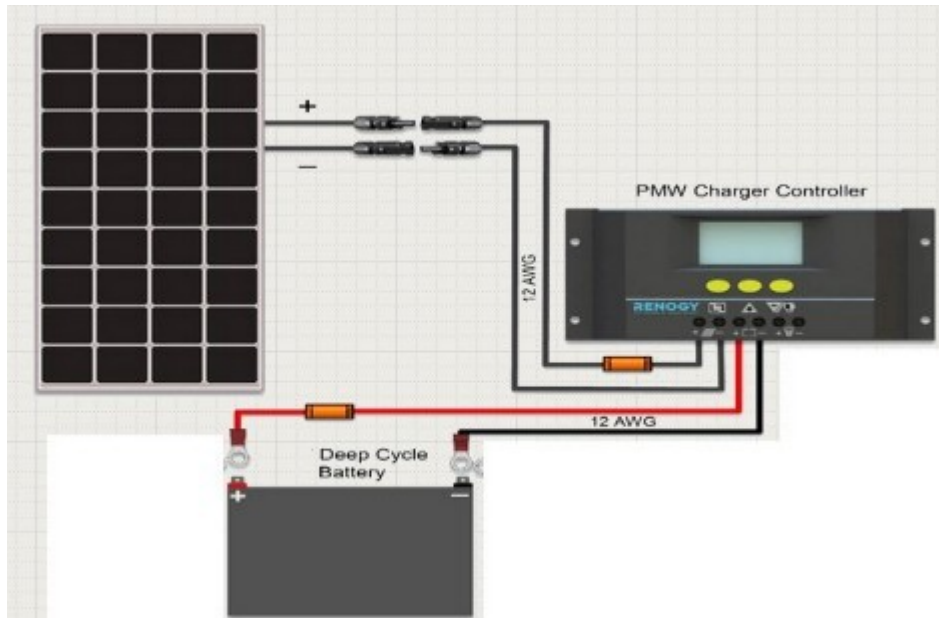 +
−
PMW Charger Controller
12 AWG
RENOGY
+ − + − + −
12 AWG
Deep Cycle
Battery
+ −